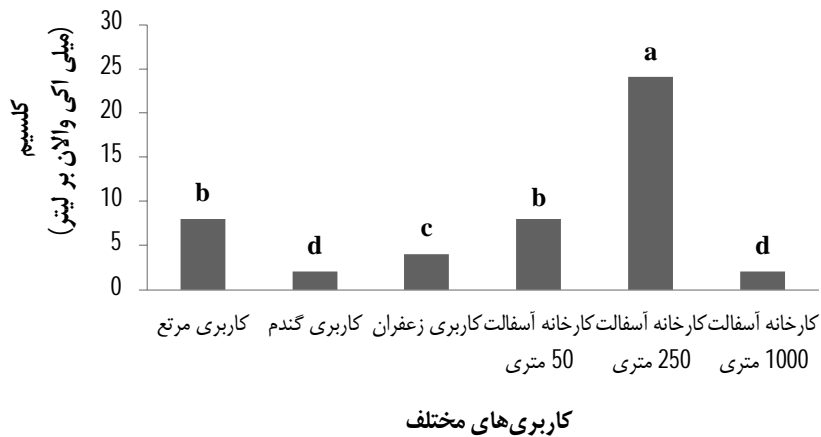 کلسیم
(میلی اکی والان بر لیتر)
30
25
20
15
10
5
0
b
d
c
b
a
d
کاربری مرتع
کاربری گندم
کاربری زعفران
کارخانه آسفالت
50 متری
کارخانه آسفالت
250 متری
کارخانه آسفالت
1000 متری
کاربری‌های مختلف